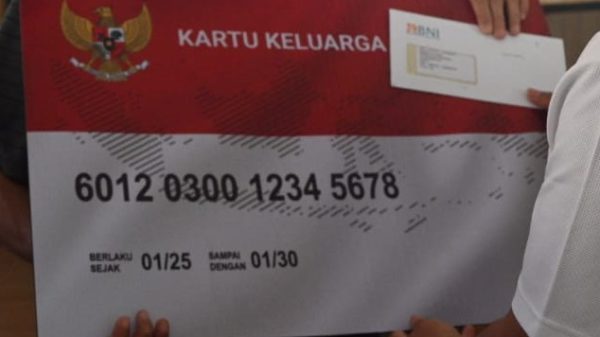 KARTU KELUARGA
BNI
6012 0300 1234 5678
BERLAKU SEJAK 01/25 SAMPAI DENGAN 01/30